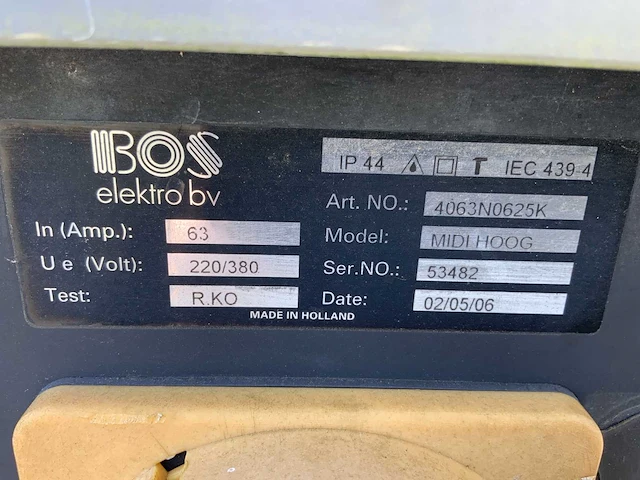 BOS
elektro bv
IP 44 T IEC 439-4
Art. NO.: 4063N0625K
In (Amp.): 63
Model: MIDI HOOG
U e (Volt): 220/380
Ser.NO.: 53482
Test: R.KO
Date: 02/05/06
MADE IN HOLLAND